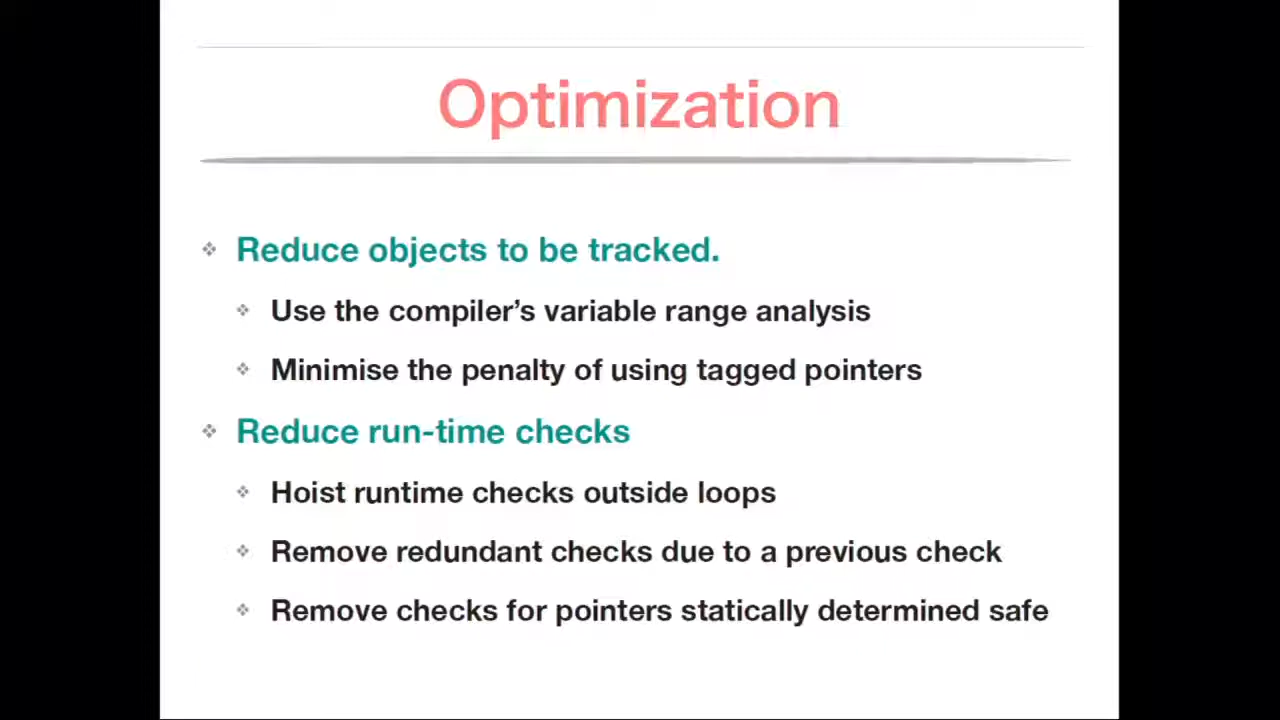 Optimization
Reduce objects to be tracked.
Use the compiler's variable range analysis
Minimise the penalty of using tagged pointers
Reduce run-time checks
Hoist runtime checks outside loops
Remove redundant checks due to a previous check
Remove checks for pointers statically determined safe